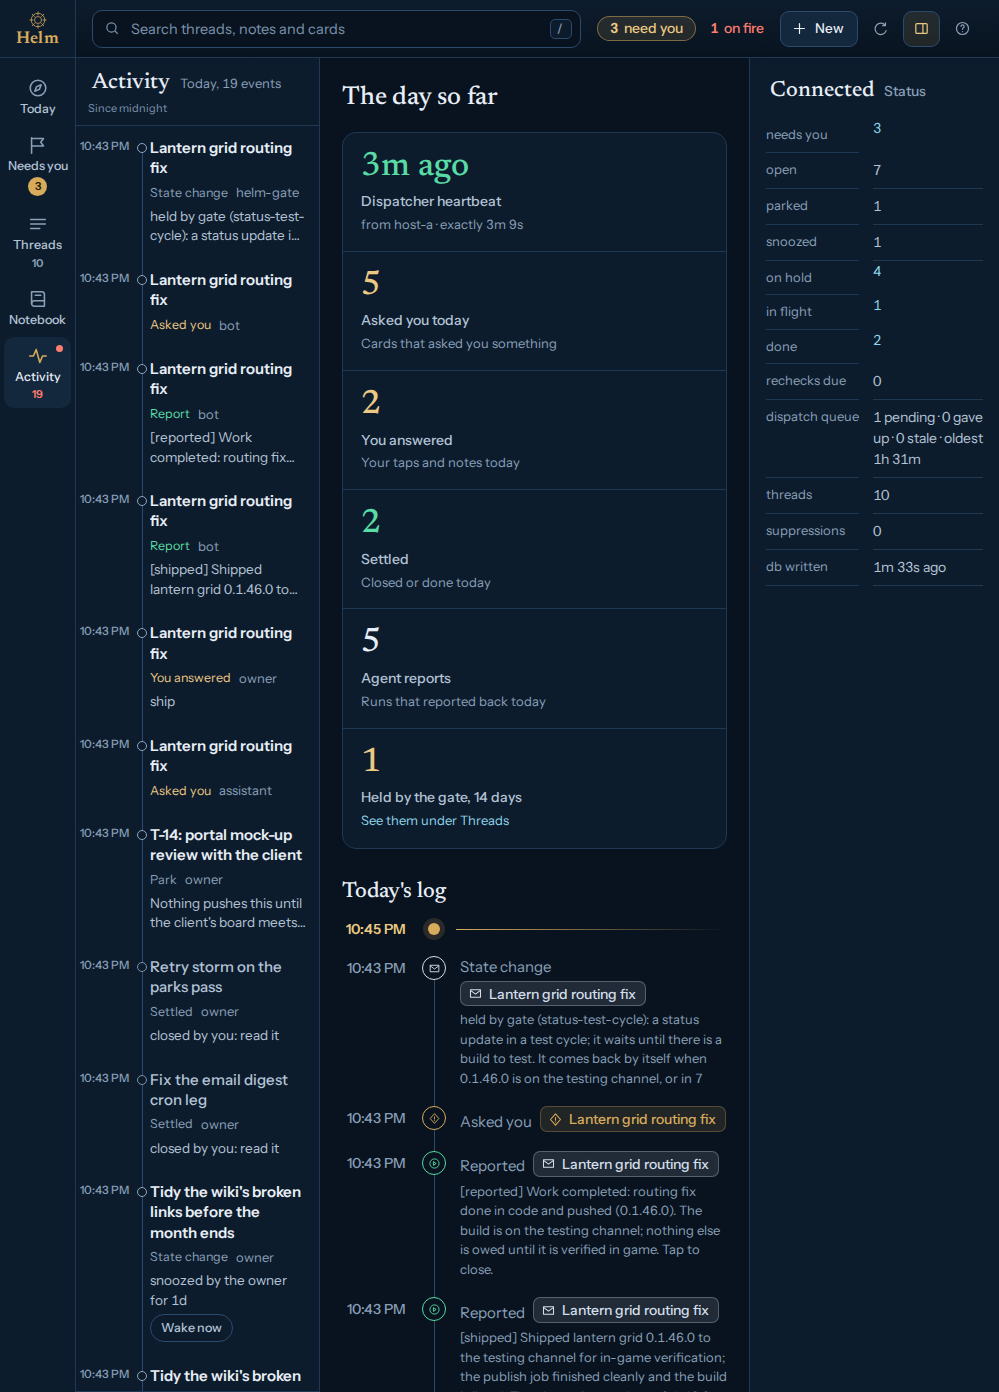 Helm
Search threads, notes and cards
/
3 need you
1 on fire
New
Today
Needs you
3
Threads
10
Notebook
Activity
19
Activity Today, 19 events
Since midnight
10:43 PM Lantern grid routing
fix
State change helm-gate
held by gate (status-test-
cycle): a status update i...
10:43 PM Lantern grid routing
fix
Asked you bot
10:43 PM Lantern grid routing
fix
Report bot
[reported] Work
completed: routing fix...
10:43 PM Lantern grid routing
fix
Report bot
[shipped] Shipped
lantern grid 0.1.46.0 to...
10:43 PM Lantern grid routing
fix
You answered owner
ship
10:43 PM Lantern grid routing
fix
Asked you assistant
10:43 PM T-14: portal mock-up
review with the client
Park owner
Nothing pushes this until
the client's board meets...
10:43 PM Retry storm on the
parks pass
Settled owner
closed by you: read it
10:43 PM Fix the email digest
cron leg
Settled owner
closed by you: read it
10:43 PM Tidy the wiki's broken
links before the
month ends
State change owner
snoozed by the owner
for 1d
Wake now
10:43 PM Tidy the wiki's broken
The day so far
3m ago
Dispatcher heartbeat
from host-a · exactly 3m 9s
5
Asked you today
Cards that asked you something
2
You answered
Your taps and notes today
2
Settled
Closed or done today
5
Agent reports
Runs that reported back today
1
Held by the gate, 14 days
See them under Threads
Today's log
10:45 PM
10:43 PM State change
Lantern grid routing fix
held by gate (status-test-cycle): a status
update in a test cycle; it waits until there is a
build to test. It comes back by itself when
0.1.46.0 is on the testing channel, or in 7
10:43 PM Asked you Lantern grid routing fix
10:43 PM Reported Lantern grid routing fix
[reported] Work completed: routing fix
done in code and pushed (0.1.46.0). The
build is on the testing channel; nothing else
is owed until it is verified in game. Tap to
close.
10:43 PM Reported Lantern grid routing fix
[shipped] Shipped lantern grid 0.1.46.0 to
the testing channel for in-game verification;
the publish job finished cleanly and the build
Connected Status
needs you 3
open 7
parked 1
snoozed 1
on hold 4
in flight 1
done 2
rechecks due 0
dispatch queue 1 pending · 0 gave
up · 0 stale · oldest
1h 31m
threads 10
suppressions 0
db written 1m 33s ago